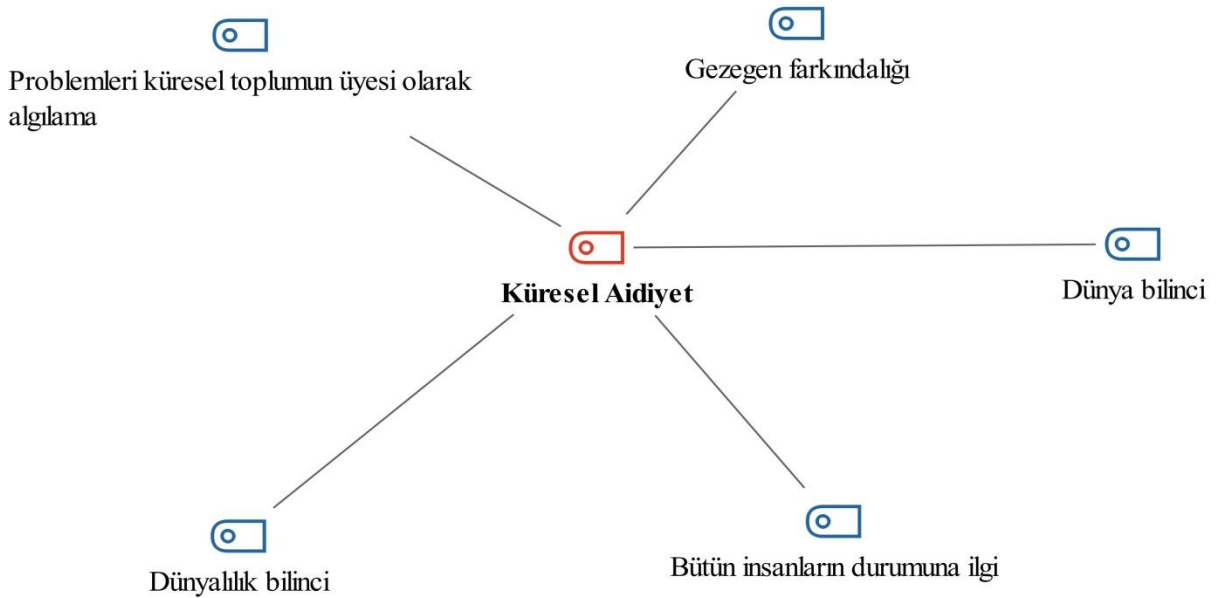 Problemleri küresel toplumun üyesi olarak
algılama
Gezegen farkındalığı
Küresel Aidiyet
Dünya bilinci
Dünyalılık bilinci
Bütün insanların durumuna ilgi